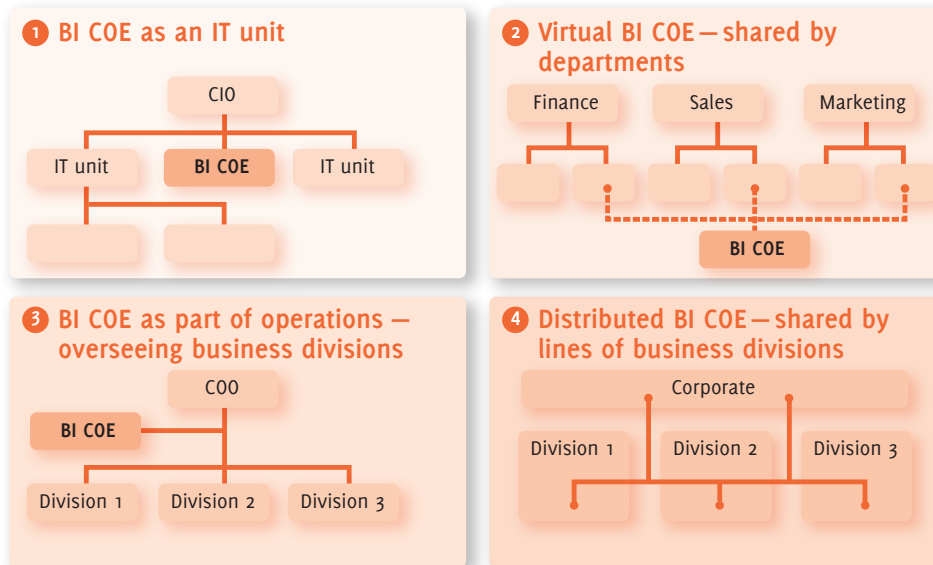 1 BI COE as an IT unit
CIO
IT unit
BI COE
IT unit
2 Virtual BI COE — shared by
departments
Finance
Sales
Marketing
BI COE
3 BI COE as part of operations —
overseeing business divisions
COO
BI COE
Division 1
Division 2
Division 3
4 Distributed BI COE — shared by
lines of business divisions
Corporate
Division 1
Division 2
Division 3